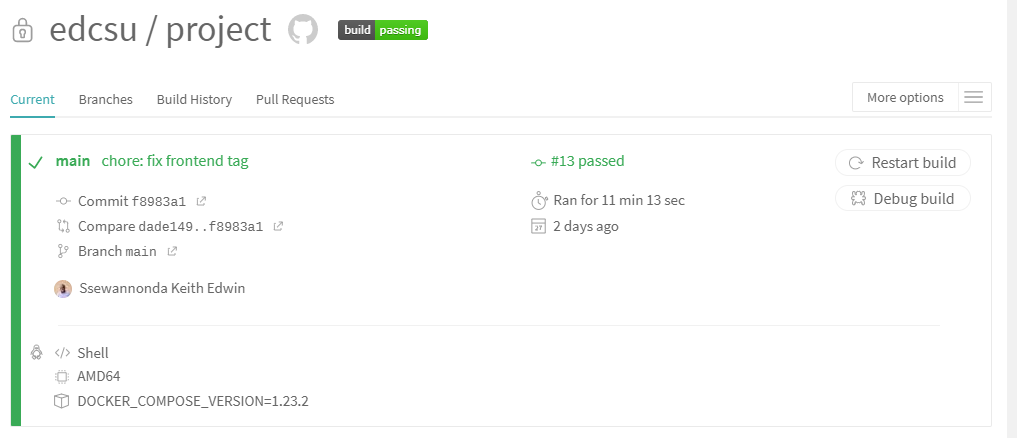 edcsu / project build passing
Current Branches Build History Pull Requests More options
main chore: fix frontend tag #13 passed Restart build
Commit f8983a1 Ran for 11 min 13 sec Debug build
Compare dade149..f8983a1 27 2 days ago
Branch main
Ssewannonda Keith Edwin
</> Shell
AMD64
DOCKER_COMPOSE_VERSION=1.23.2